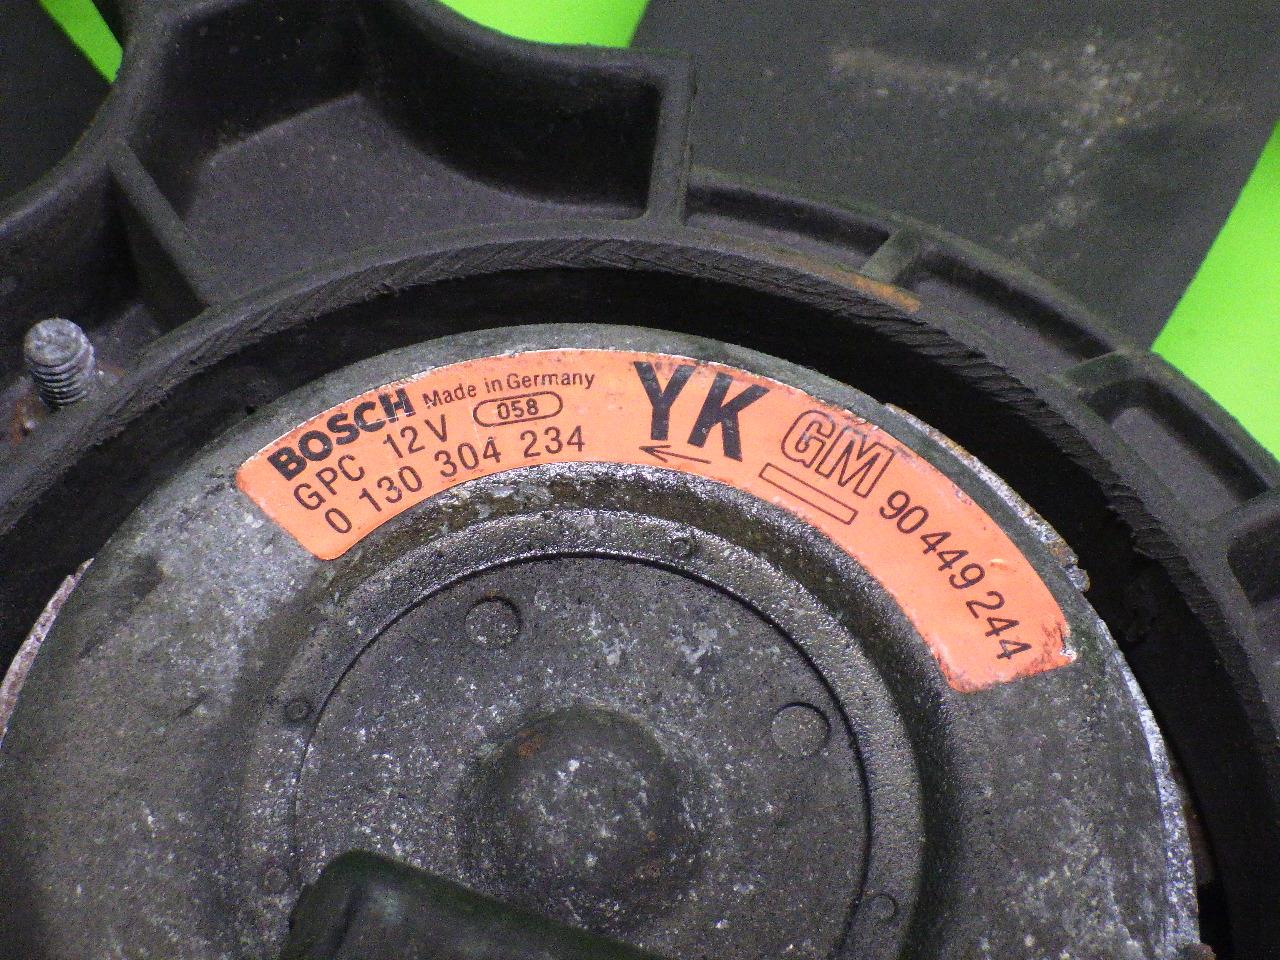 BOSCH Made in Germany
GPC 12V 058
0 130 304 234
YK
GM
90449244